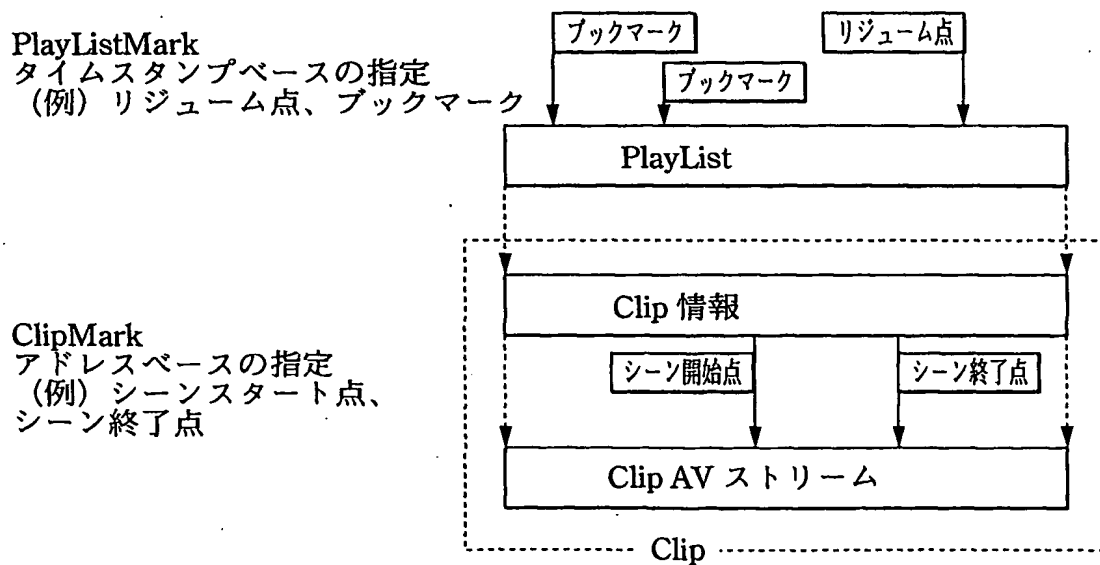 PlayListMark
タイムスタンプベースの指定
（例）リジューム点、ブックマーク
ブックマーク
ブックマーク
リジューム点
PlayList
Clip 情報
ClipMark
アドレスベースの指定
（例）シーンスタート点、
シーン終了点
シーン開始点
シーン終了点
Clip AV ストリーム
Clip